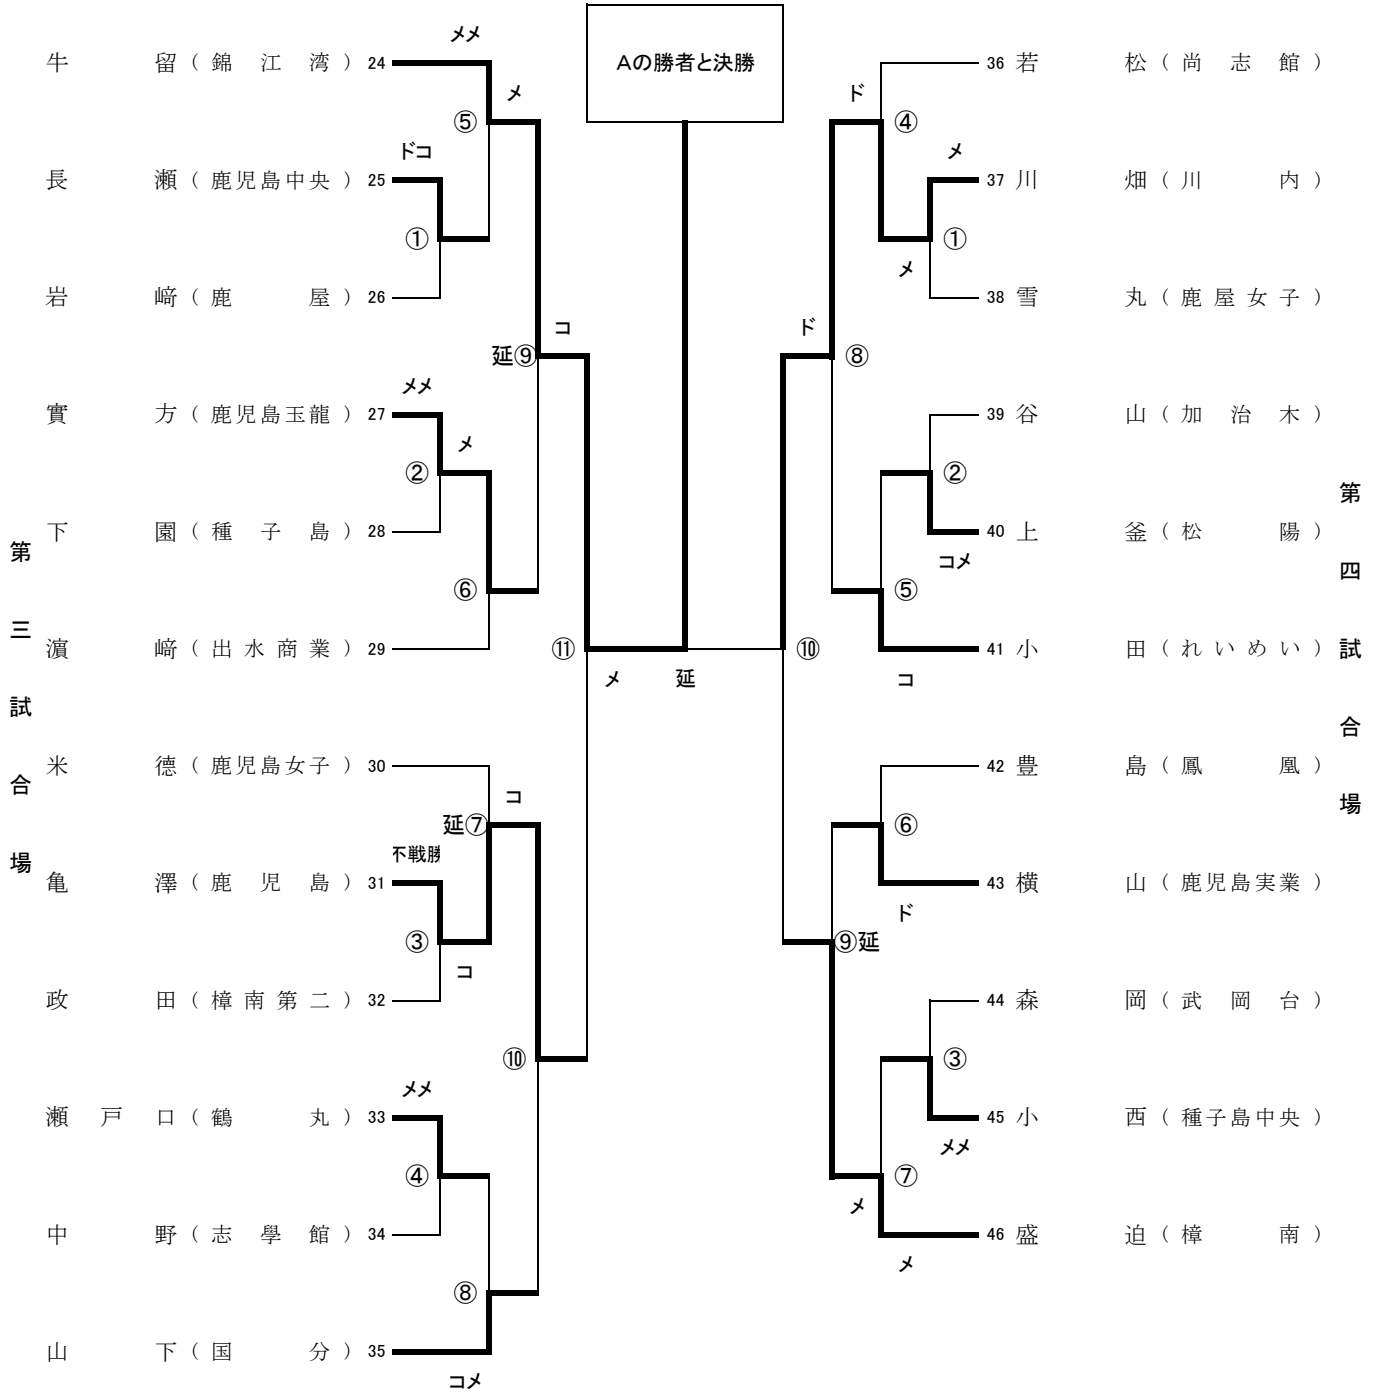 Aの勝者と決勝
第三試合場
メメ
牛留（錦江湾）24
メ
⑤
ドコ
長瀬（鹿児島中央）25
①
岩﨑（鹿屋）26
コ
延⑨
メメ
實方（鹿児島玉龍）27
メ
②
下園（種子島）28
⑥
濵﨑（出水商業）29
⑪
メ 延
米德（鹿児島女子）30
コ
延⑦
不戦勝
亀澤（鹿児島）31
③
コ
政田（樟南第二）32
⑩
メメ
瀬戸口（鶴丸）33
④
中野（志學館）34
⑧
山下（国分）35
コメ
第四試合場
36 若松（尚志館）
ド
④
メ
37 川畑（川内）
①
メ
38 雪丸（鹿屋女子）
ド
⑧
39 谷山（加治木）
②
40 上釜（松陽）
コメ
⑤
41 小田（れいめい）
コ
⑩
42 豊島（鳳凰）
⑥
43 横山（鹿児島実業）
ド
⑨延
44 森岡（武岡台）
③
45 小西（種子島中央）
メメ
⑦
メ
46 盛迫（樟南）
メ